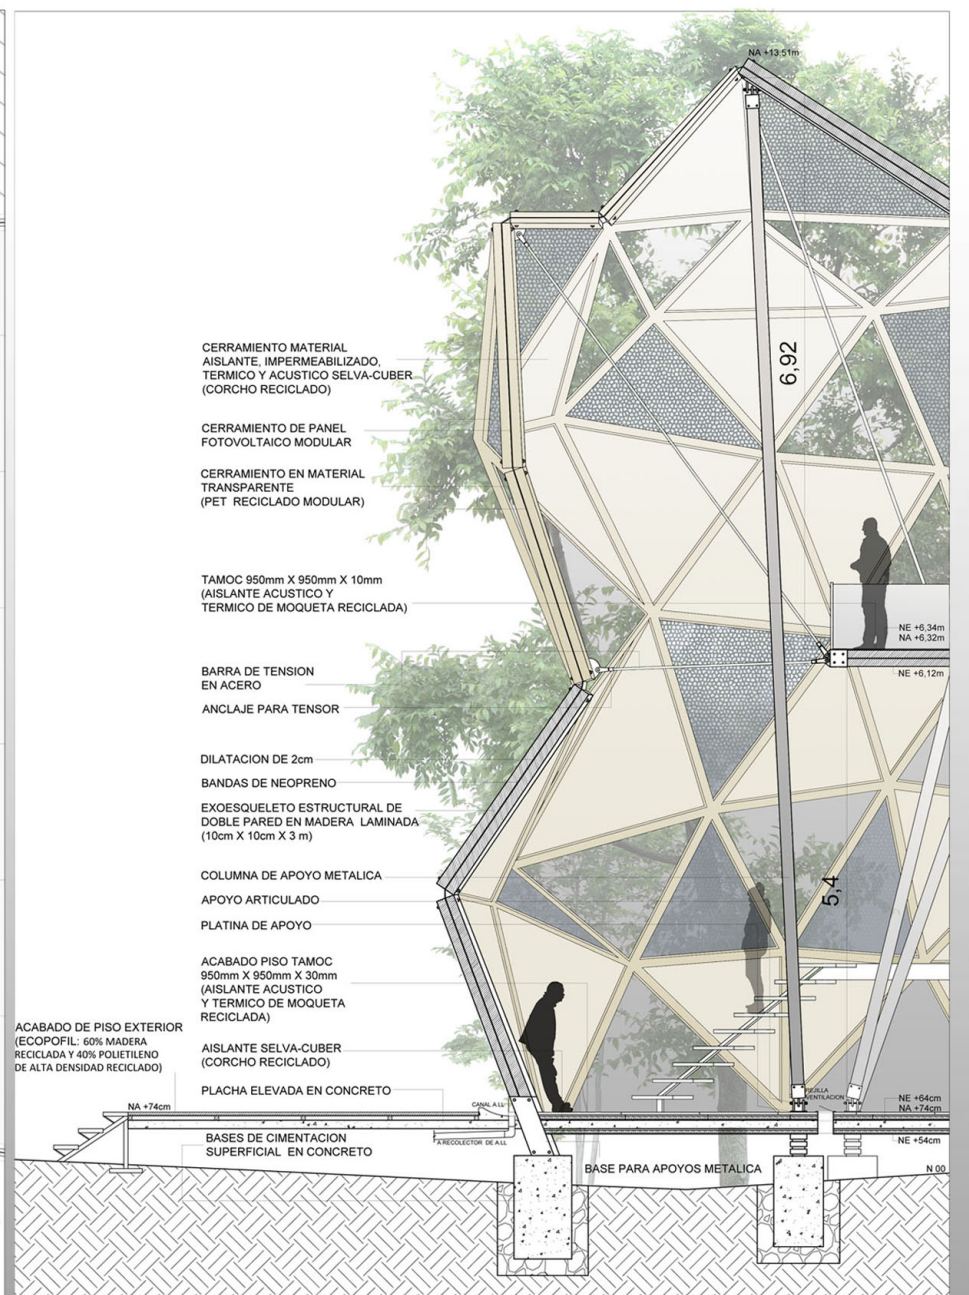 NA +13.51m
CERRAMIENTO MATERIAL
AISLANTE, IMPERMEABILIZADO,
TERMICO Y ACUSTICO SELVA-CUBER
(CORCHO RECICLADO)
6,92
CERRAMIENTO DE PANEL
FOTOVOLTAICO MODULAR
CERRAMIENTO EN MATERIAL
TRANSPARENTE
(PET RECICLADO MODULAR)
TAMOC 950mm X 950mm X 10mm
(AISLANTE ACUSTICO Y
TERMICO DE MOQUETA RECICLADA)
NE +6,34m
NA +6,32m
NE +6,12m
BARRA DE TENSION
EN ACERO
ANCLAJE PARA TENSOR
DILATACION DE 2cm
BANDAS DE NEOPRENO
EXOESQUELETO ESTRUCTURAL DE
DOBLE PARED EN MADERA LAMINADA
(10cm X 10cm X 3 m)
COLUMNA DE APOYO METALICA
5,4
APOYO ARTICULADO
PLATINA DE APOYO
ACABADO PISO TAMOC
950mm X 950mm X 30mm
(AISLANTE ACUSTICO
Y TERMICO DE MOQUETA
RECICLADA)
ACABADO DE PISO EXTERIOR
(ECOPOFIL: 60% MADERA
RECICLADA Y 40% POLIETILENO
DE ALTA DENSIDAD RECICLADO)
AISLANTE SELVA-CUBER
(CORCHO RECICLADO)
PLACHA ELEVADA EN CONCRETO
REJILLA
VENTILACION
NA +74cm
CANAL A.LL
NE +64cm
NA +74cm
BASES DE CIMENTACION
SUPERFICIAL EN CONCRETO
A RECOLECTOR DE A.LL
NE +54cm
BASE PARA APOYOS METALICA
N 00